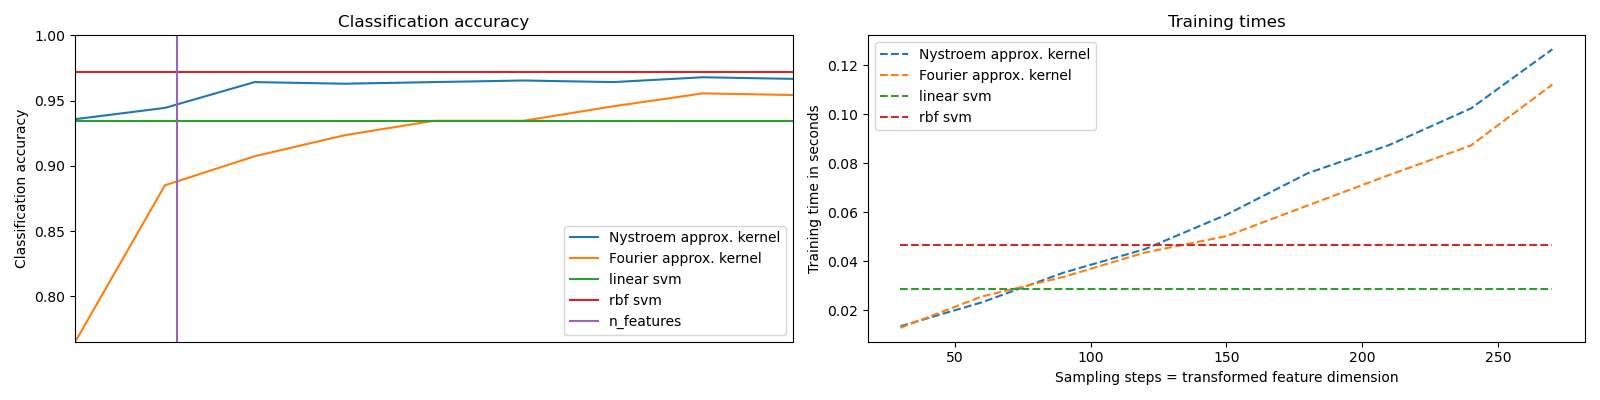 Classification accuracy
Classification accuracy
1.00
0.95
0.90
0.85
0.80
Nystroem approx. kernel
Fourier approx. kernel
linear svm
rbf svm
n_features
Training times
Training time in seconds
0.12
0.10
0.08
0.06
0.04
0.02
Nystroem approx. kernel
Fourier approx. kernel
linear svm
rbf svm
50 100 150 200 250
Sampling steps = transformed feature dimension